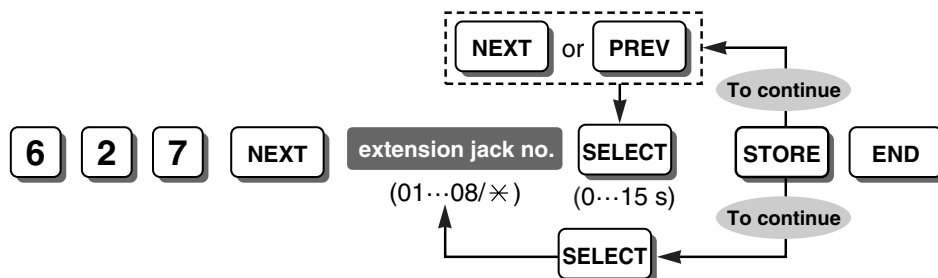 NEXT or PREV
To continue
6 2 7 NEXT extension jack no. SELECT STORE END
(01···08/✳) (0···15 s)
To continue
SELECT